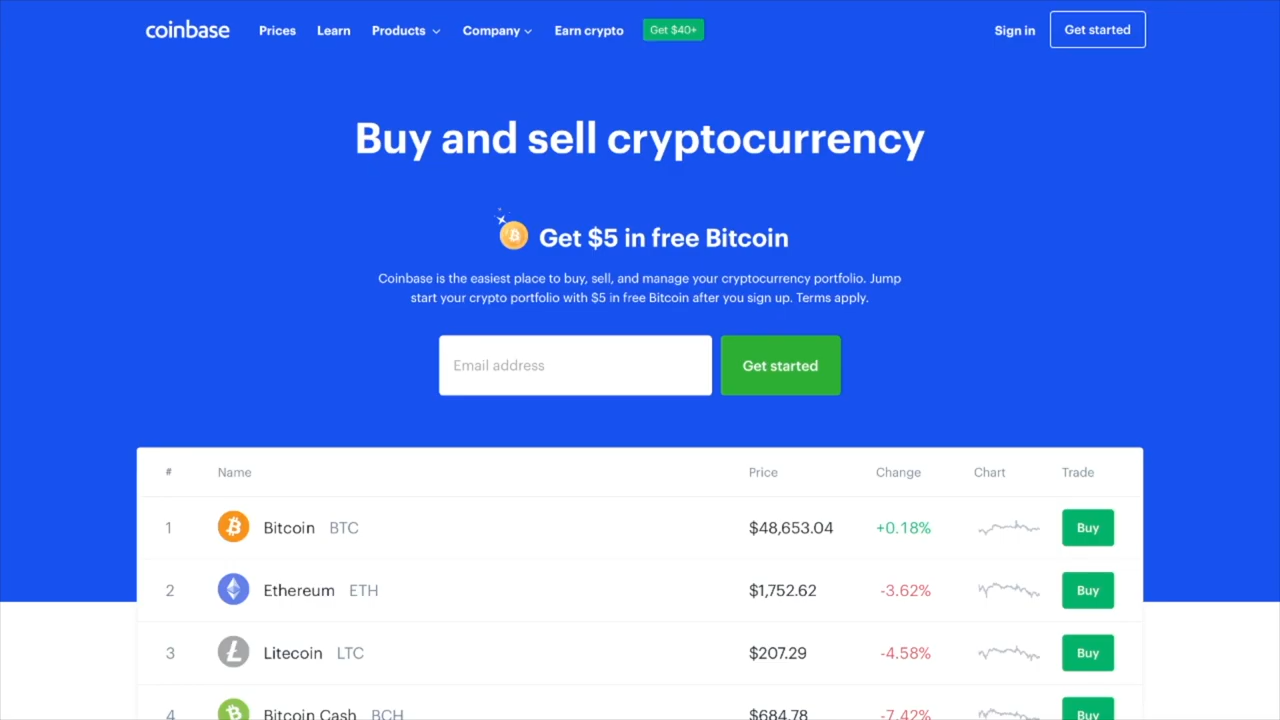 coinbase Prices Learn Products Company Earn crypto Get $40+ Sign in Get started
Buy and sell cryptocurrency
Get $5 in free Bitcoin
Coinbase is the easiest place to buy, sell, and manage your cryptocurrency portfolio. Jump
start your crypto portfolio with $5 in free Bitcoin after you sign up. Terms apply.
Email address Get started
# Name Price Change Chart Trade
1 Bitcoin BTC $48,653.04 +0.18% Buy
2 Ethereum ETH $1,752.62 -3.62% Buy
3 Litecoin LTC $207.29 -4.58% Buy
4 Bitcoin Cash BCH $684.78 -7.42% Buy